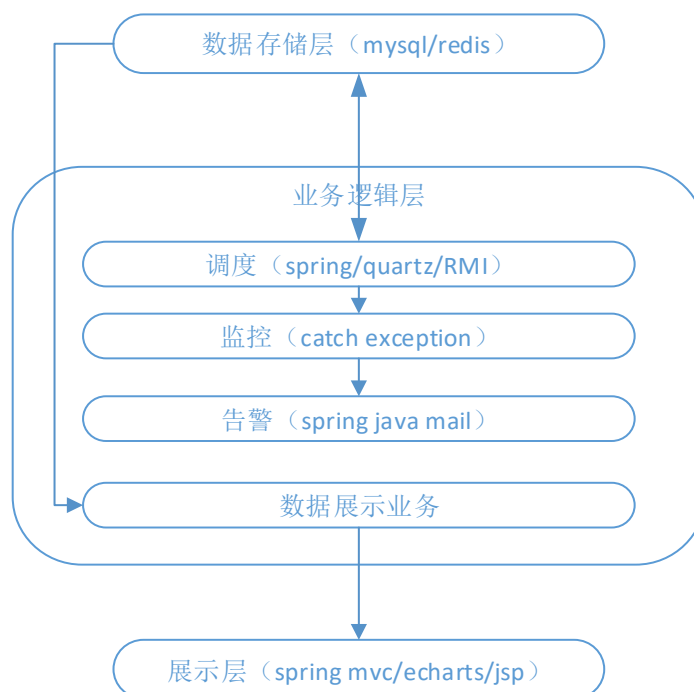 数据存储层（mysql/redis）
业务逻辑层
调度（spring/quartz/RMI）
监控（catch exception）
告警（spring java mail）
数据展示业务
展示层（spring mvc/echarts/jsp）